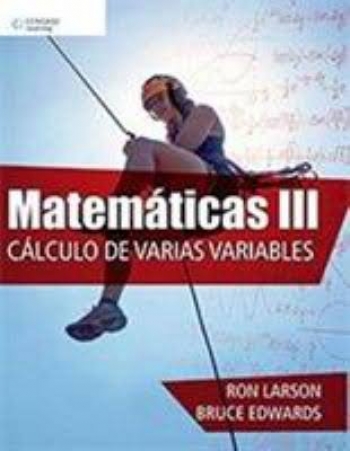 CENGAGE
Learning
Matemáticas III
CÁLCULO DE VARIAS VARIABLES
RON LARSON
BRUCE EDWARDS